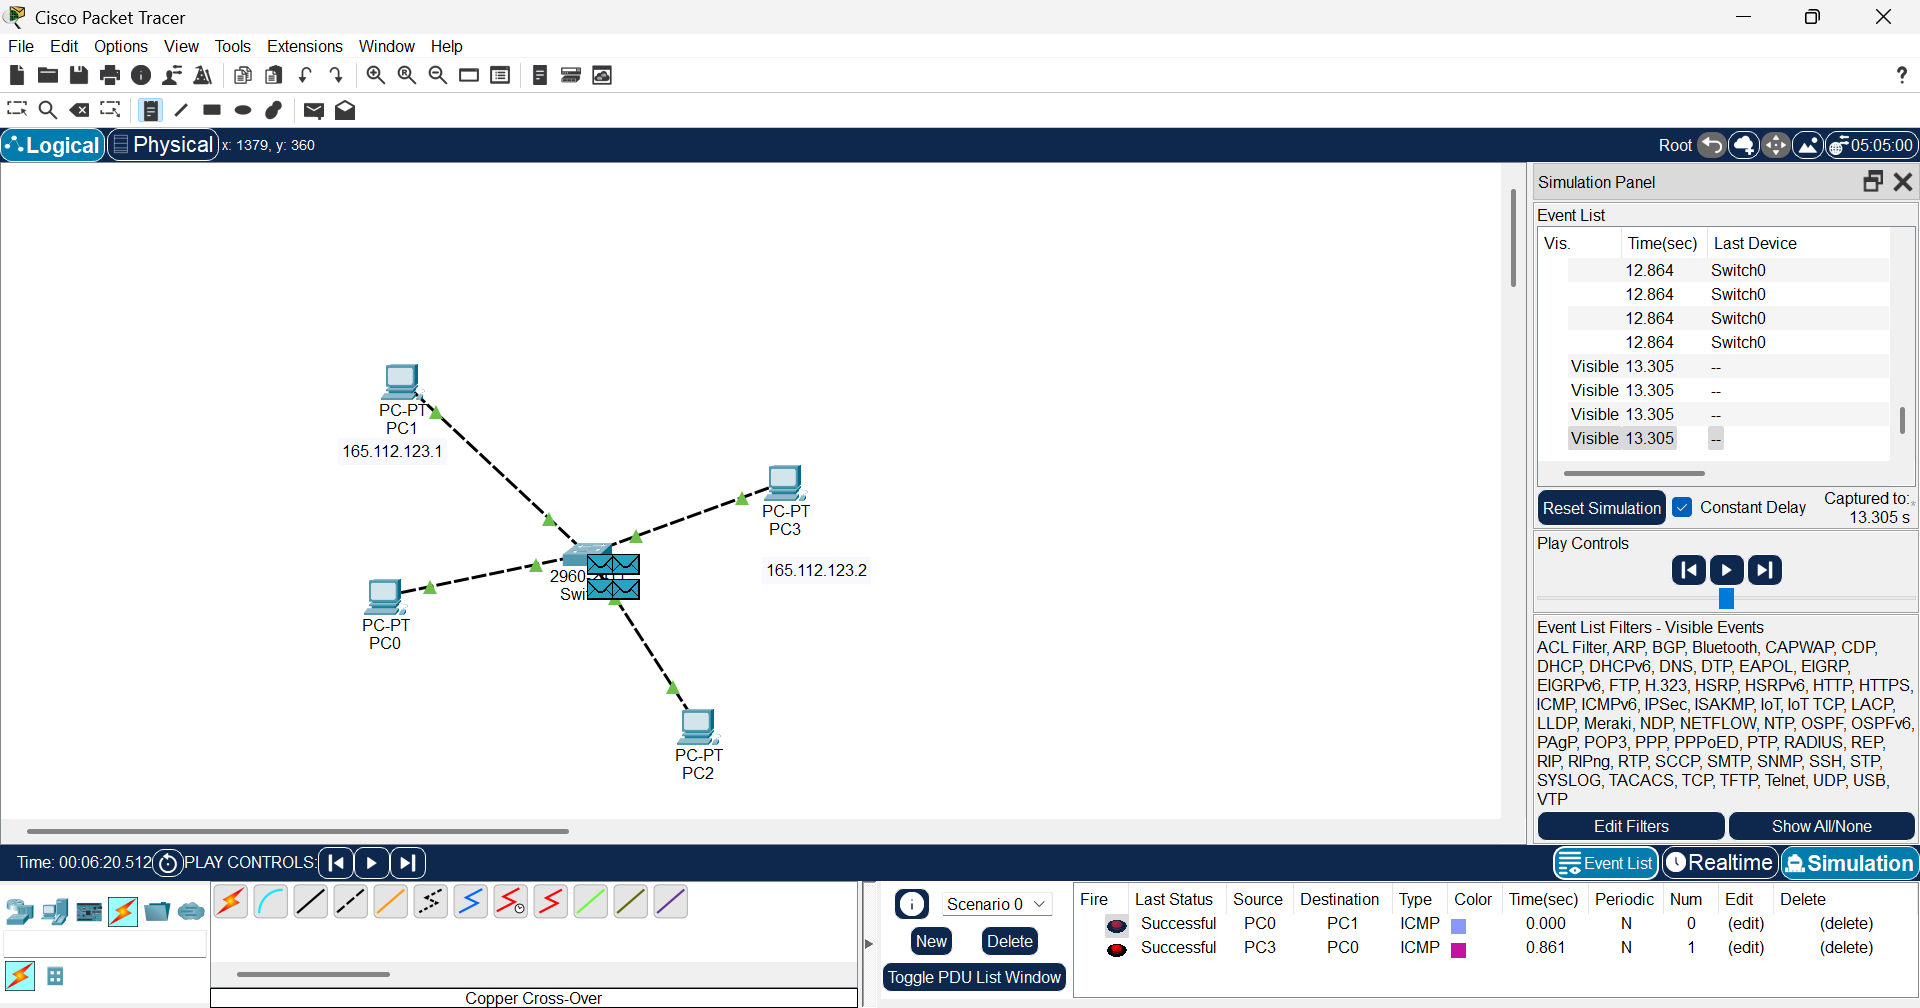 Cisco Packet Tracer
File Edit Options View Tools Extensions Window Help
?
Logical Physical x: 1379, y: 360 Root 05:05:00
PC-PT
PC1
165.112.123.1
PC-PT
PC3
165.112.123.2
2960
Swi
PC-PT
PC0
PC-PT
PC2
Simulation Panel
Event List
Vis. Time(sec) Last Device
12.864 Switch0
12.864 Switch0
12.864 Switch0
12.864 Switch0
Visible 13.305 --
Visible 13.305 --
Visible 13.305 --
Visible 13.305 --
Reset Simulation Constant Delay Captured to:
13.305 s
Play Controls
Event List Filters - Visible Events
ACL Filter, ARP, BGP, Bluetooth, CAPWAP, CDP,
DHCP, DHCPv6, DNS, DTP, EAPOL, EIGRP,
EIGRPv6, FTP, H.323, HSRP, HSRPv6, HTTP, HTTPS,
ICMP, ICMPv6, IPSec, ISAKMP, IoT, IoT TCP, LACP,
LLDP, Meraki, NDP, NETFLOW, NTP, OSPF, OSPFv6,
PAgP, POP3, PPP, PPPoED, PTP, RADIUS, REP,
RIP, RIPng, RTP, SCCP, SMTP, SNMP, SSH, STP,
SYSLOG, TACACS, TCP, TFTP, Telnet, UDP, USB,
VTP
Edit Filters Show All/None
Time: 00:06:20.512 PLAY CONTROLS: Event List Realtime Simulation
Copper Cross-Over
Scenario 0
New Delete
Toggle PDU List Window
Fire Last Status Source Destination Type Color Time(sec) Periodic Num Edit Delete
Successful PC0 PC1 ICMP 0.000 N 0 (edit) (delete)
Successful PC3 PC0 ICMP 0.861 N 1 (edit) (delete)